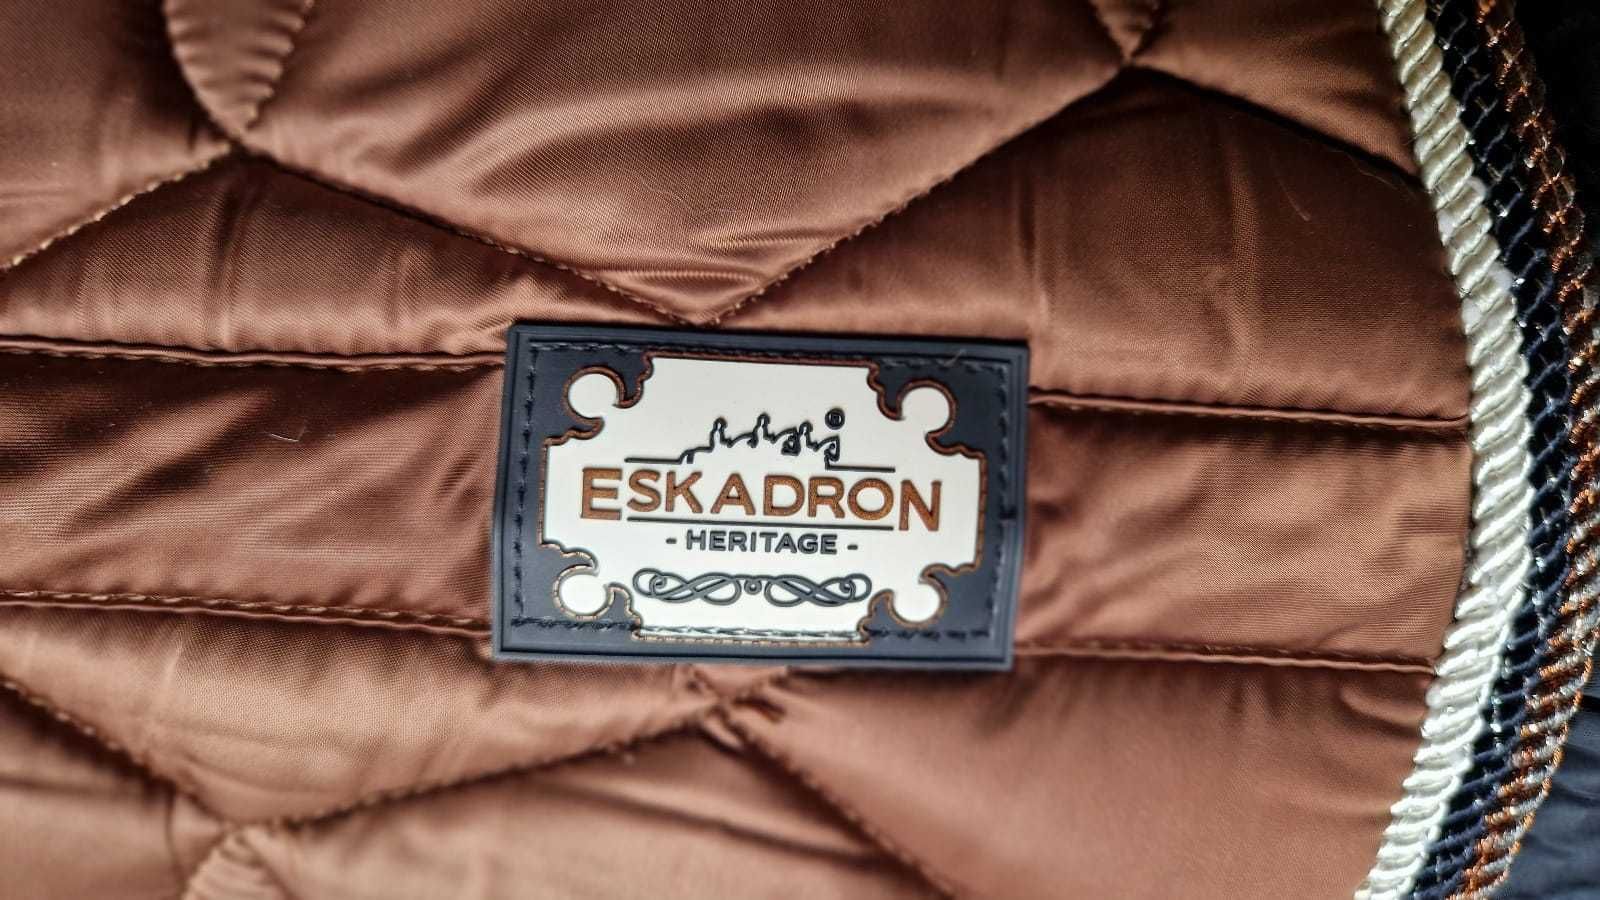 ®
ESKADRON
- HERITAGE -